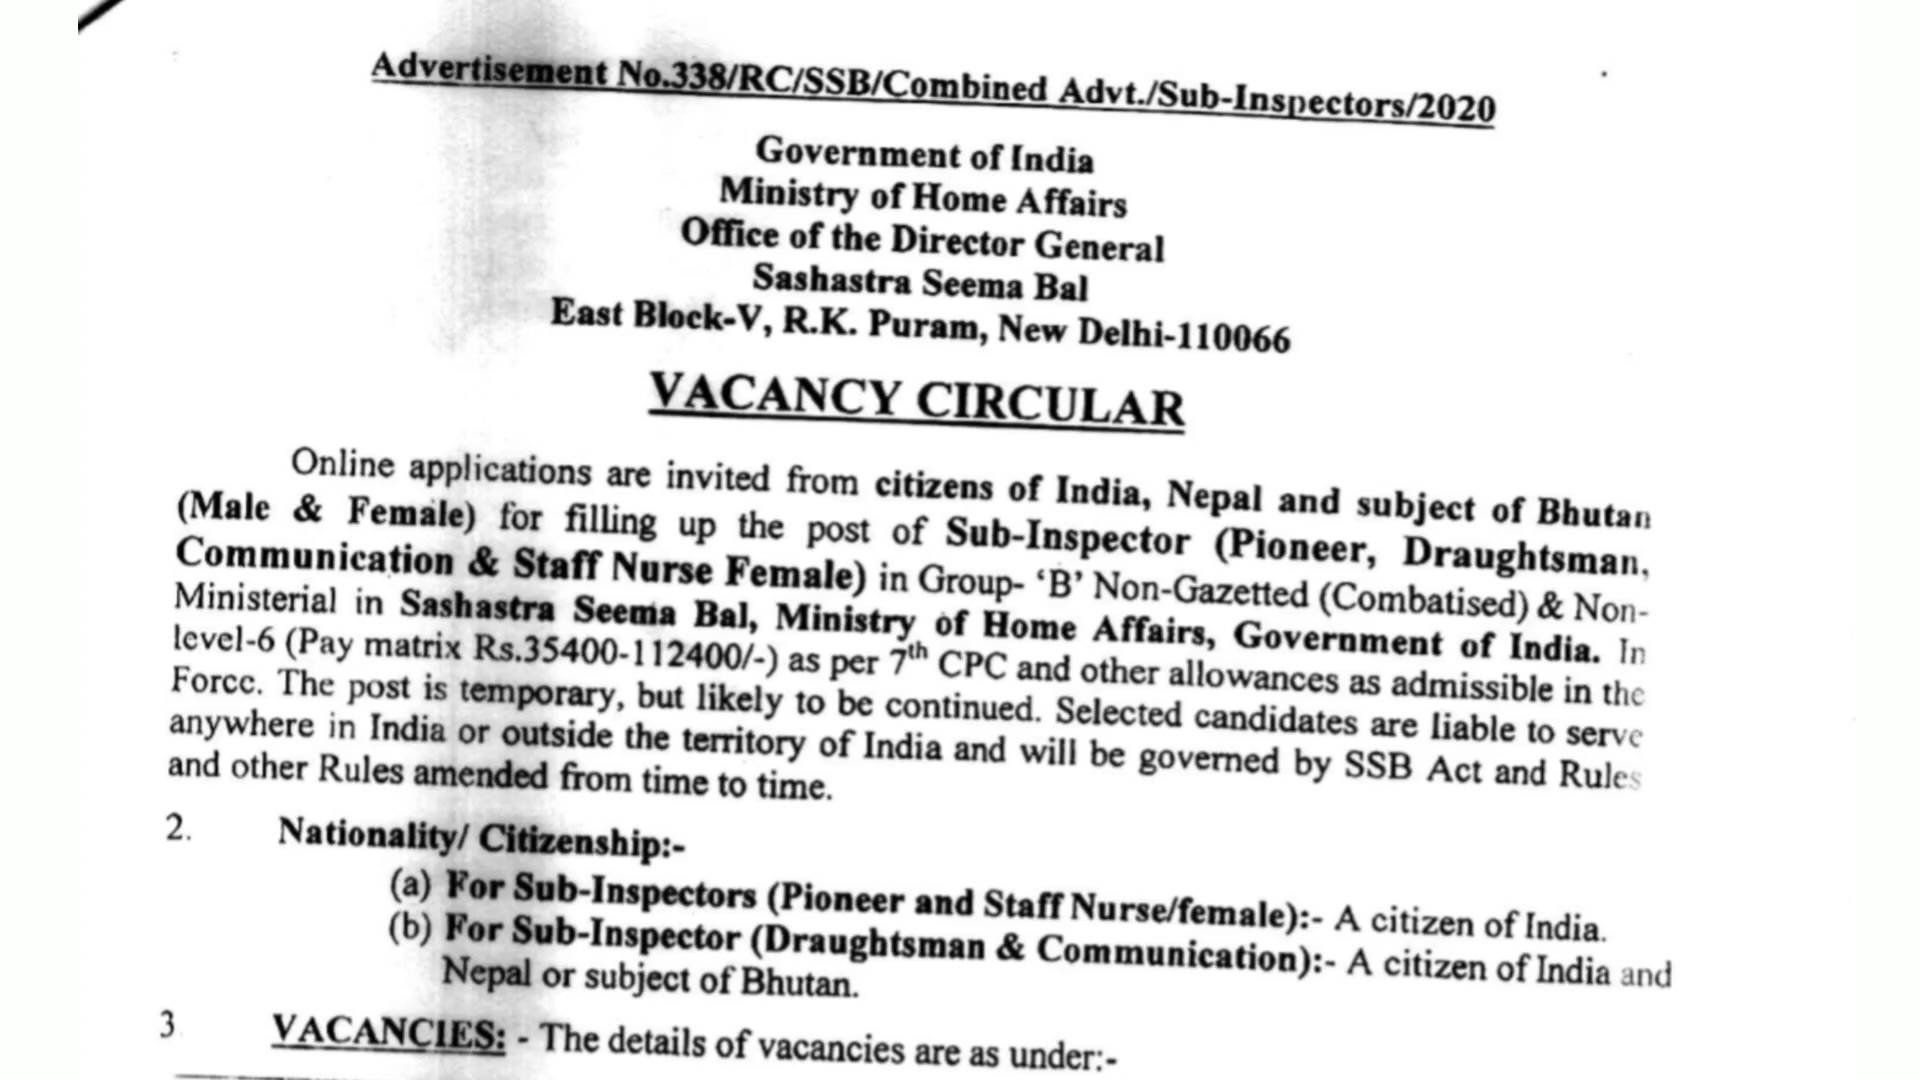 Advertisement No.338/RC/SSB/Combined Advt./Sub-Inspectors/2020
Government of India
Ministry of Home Affairs
Office of the Director General
Sashastra Seema Bal
East Block-V, R.K. Puram, New Delhi-110066
VACANCY CIRCULAR
Online applications are invited from citizens of India, Nepal and subject of Bhutan
(Male & Female) for filling up the post of Sub-Inspector (Pioneer, Draughtsman,
Communication & Staff Nurse Female) in Group- ‘B’ Non-Gazetted (Combatised) & Non-
Ministerial in Sashastra Seema Bal, Ministry of Home Affairs, Government of India. In
level-6 (Pay matrix Rs.35400-112400/-) as per 7th CPC and other allowances as admissible in the
Force. The post is temporary, but likely to be continued. Selected candidates are liable to serve
anywhere in India or outside the territory of India and will be governed by SSB Act and Rules
and other Rules amended from time to time.
2. Nationality/ Citizenship:-
(a) For Sub-Inspectors (Pioneer and Staff Nurse/female):- A citizen of India.
(b) For Sub-Inspector (Draughtsman & Communication):- A citizen of India and
Nepal or subject of Bhutan.
3 VACANCIES: - The details of vacancies are as under:-